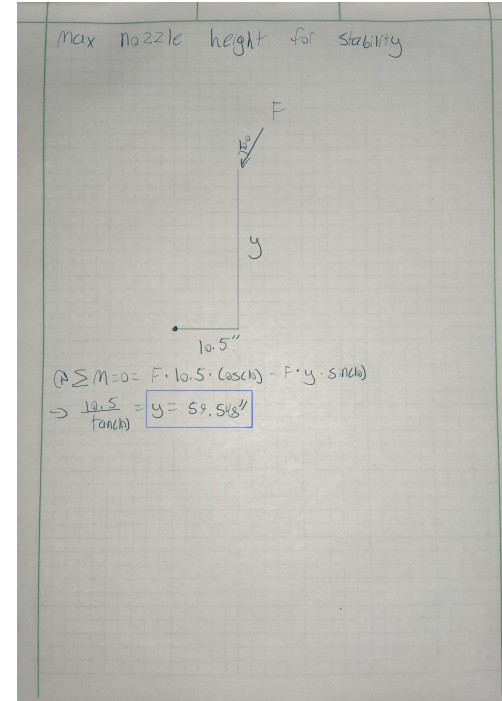 Max nozzle height for stability
F
10°
y
10.5"
ΣM=0= F·10.5·cos(10) - F·y·sin(10)
→ 10.5/tan(10) = y = 59.548"